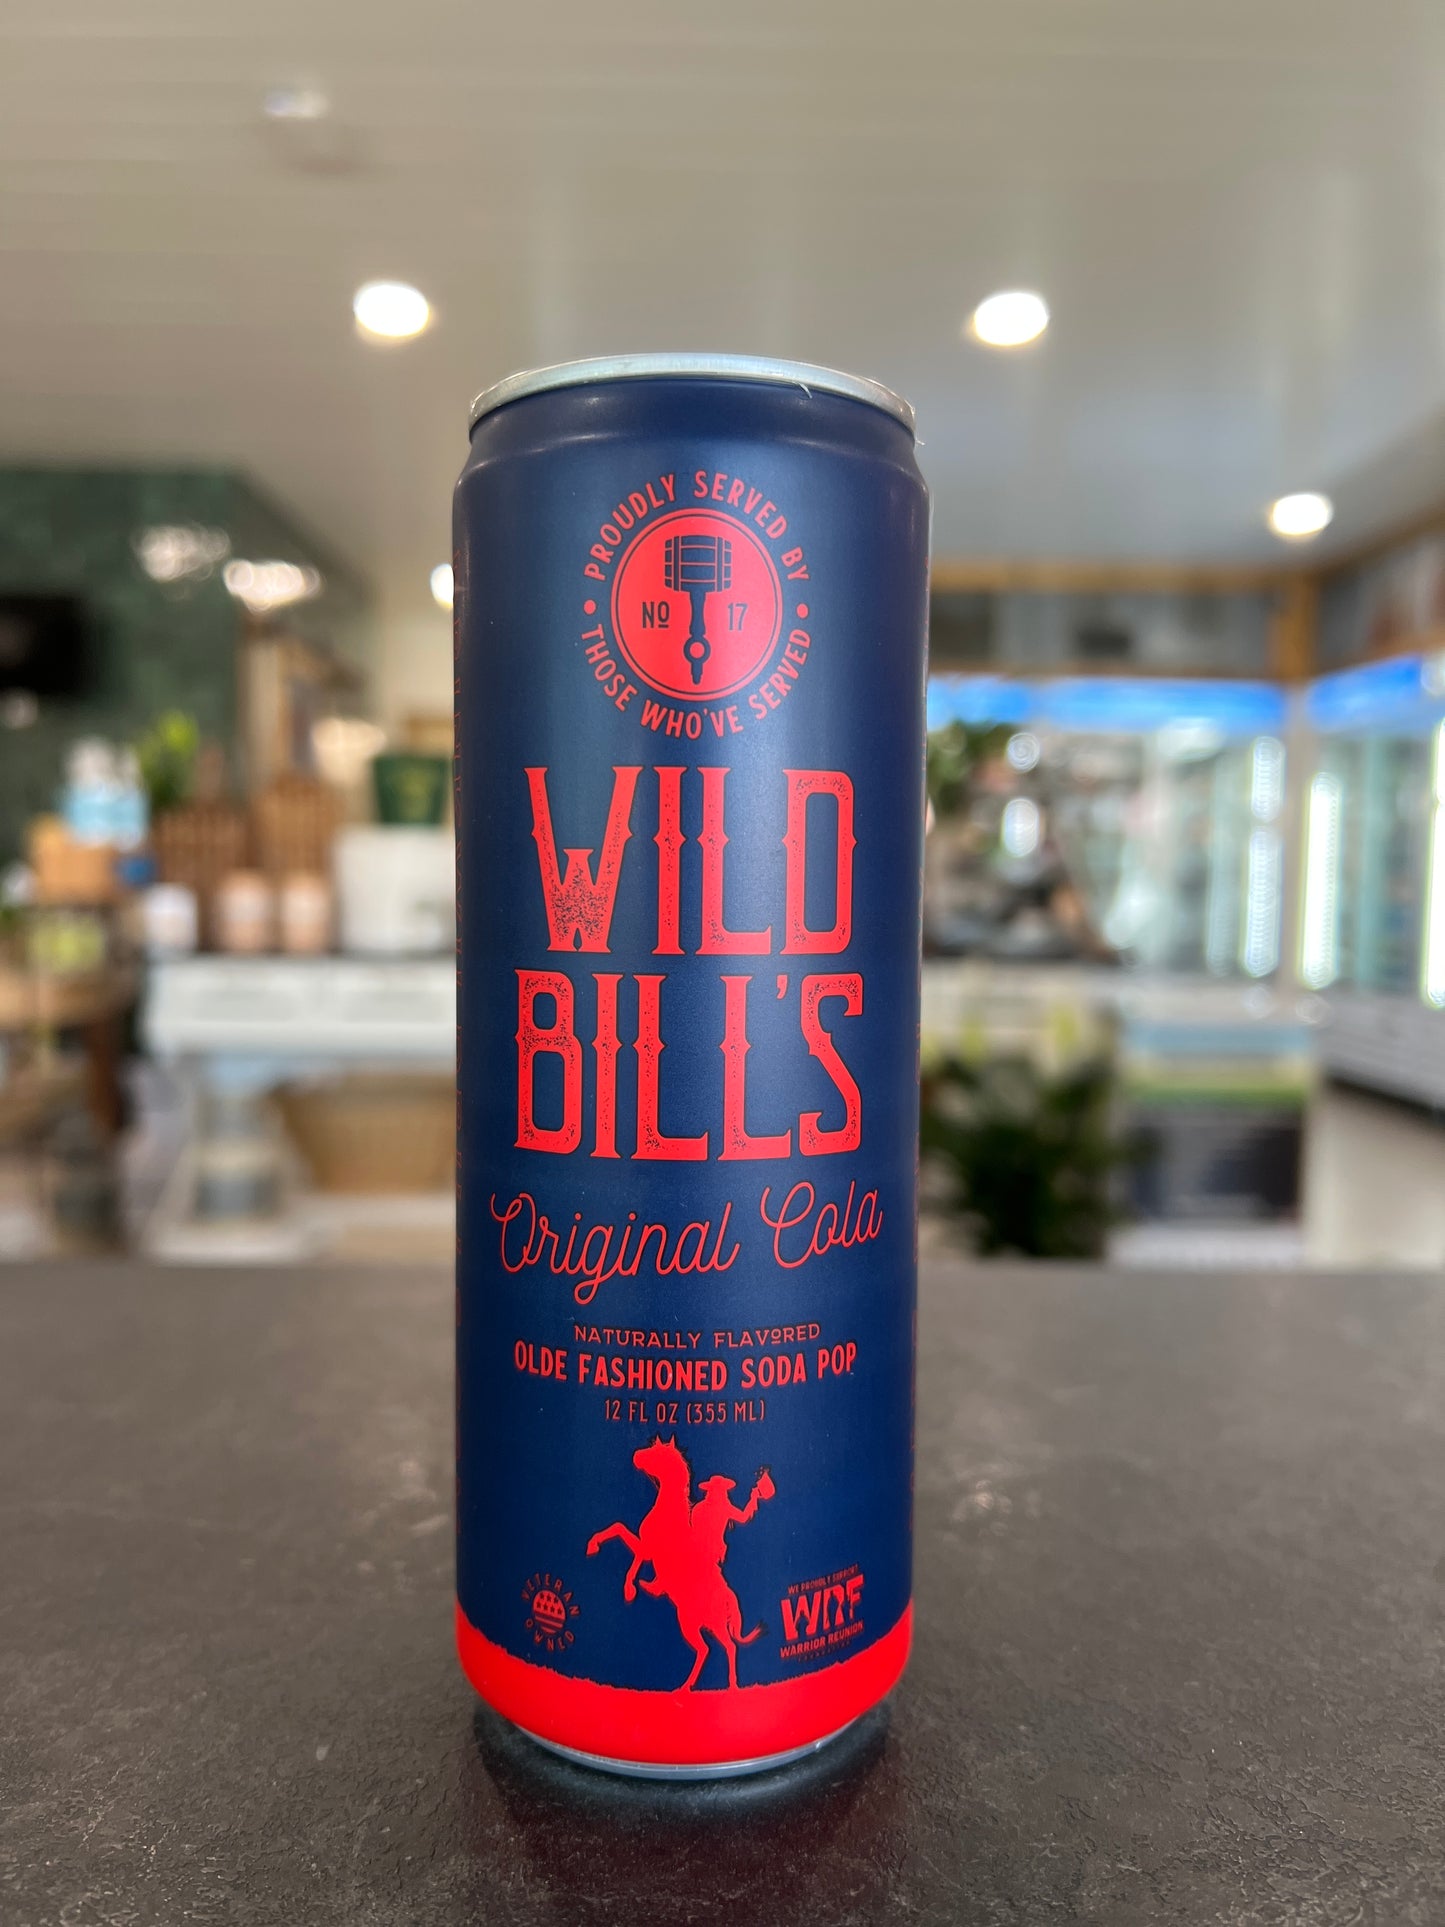 PROUDLY SERVED BY
THOSE WHO'VE SERVED
Nº 17
WILD
BILL'S
Original Cola
NATURALLY FLAVORED
OLDE FASHIONED SODA POP
12 FL OZ (355 ML)
VETERAN
OWNED
WE PROUDLY SUPPORT
WRF
WARRIOR REUNION
FOUNDATION